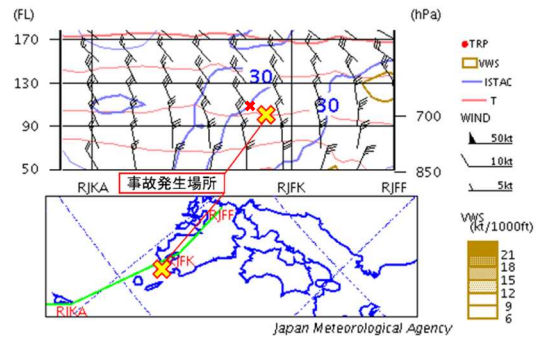 (FL)
(hPa)
170
130
90
50
30
30
700
850
TRP
VWS
ISTAC
T
WIND
50kt
10kt
5kt
RJKA
RJFK
RJFF
事故発生場所
RJFF
RJFK
RJKA
VWS
(kt/1000ft)
21
18
15
12
9
6
Japan Meteorological Agency